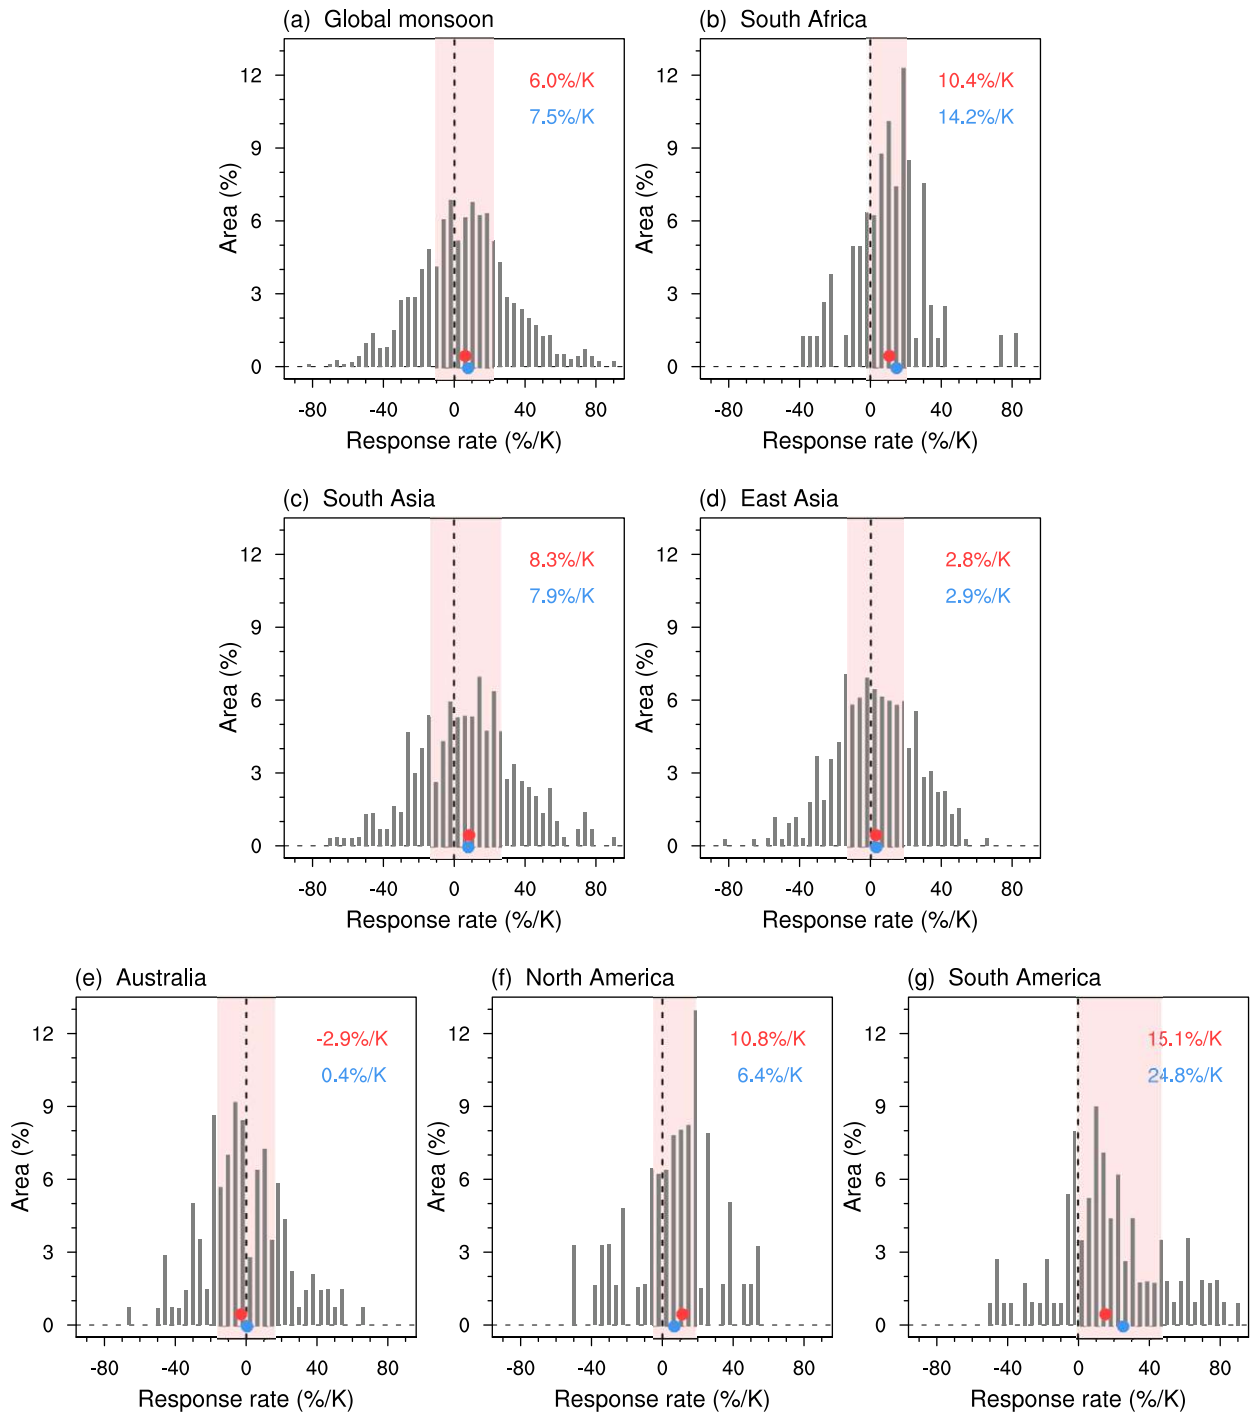 (a) Global monsoon
(b) South Africa
12
9
6
3
0
Area (%)
6.0%/K
7.5%/K
-80 -40 0 40 80
Response rate (%/K)
12
9
6
3
0
Area (%)
10.4%/K
14.2%/K
-80 -40 0 40 80
Response rate (%/K)
(c) South Asia
(d) East Asia
12
9
6
3
0
Area (%)
8.3%/K
7.9%/K
-80 -40 0 40 80
Response rate (%/K)
12
9
6
3
0
Area (%)
2.8%/K
2.9%/K
-80 -40 0 40 80
Response rate (%/K)
(e) Australia
(f) North America
(g) South America
12
9
6
3
0
Area (%)
-2.9%/K
0.4%/K
-80 -40 0 40 80
Response rate (%/K)
12
9
6
3
0
Area (%)
10.8%/K
6.4%/K
-80 -40 0 40 80
Response rate (%/K)
12
9
6
3
0
Area (%)
15.1%/K
24.8%/K
-80 -40 0 40 80
Response rate (%/K)